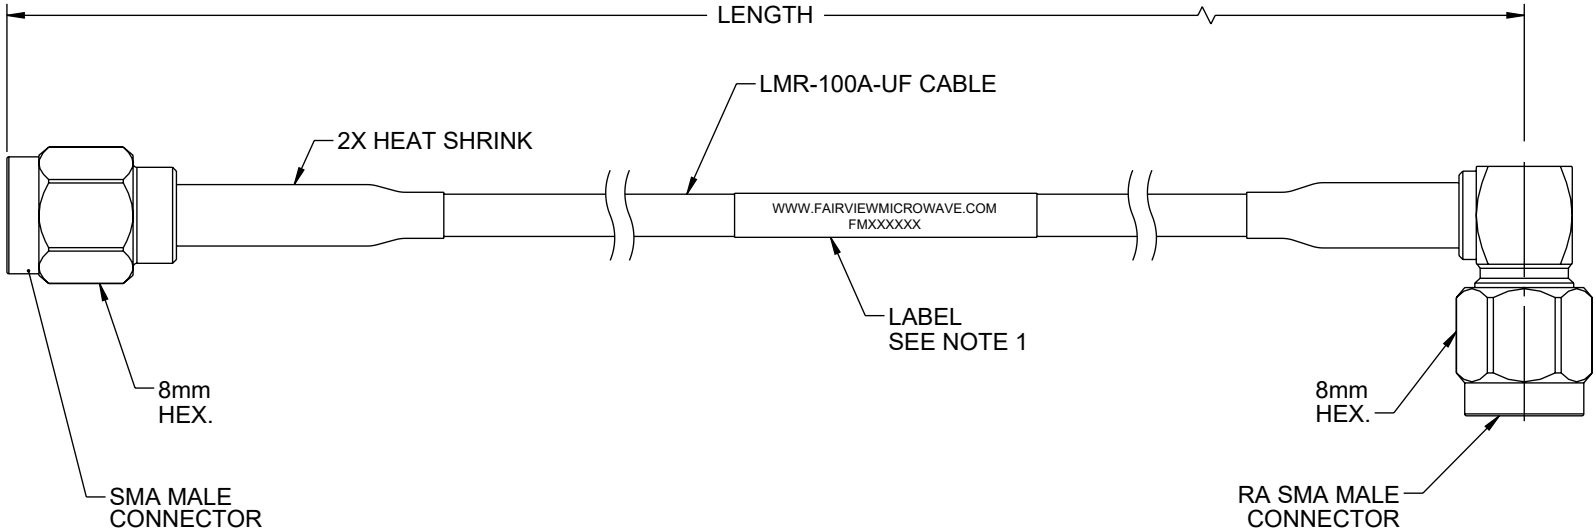 LENGTH
LMR-100A-UF CABLE
2X HEAT SHRINK
WWW.FAIRVIEWMICROWAVE.COM
FMXXXXXX
LABEL
SEE NOTE 1
8mm
HEX.
8mm
HEX.
SMA MALE
CONNECTOR
RA SMA MALE
CONNECTOR